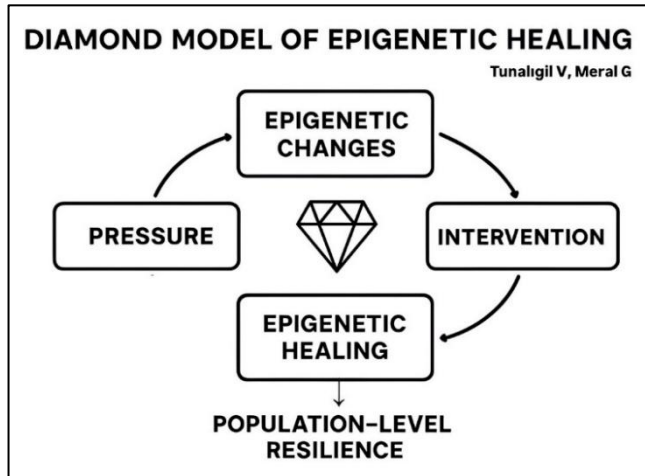 DIAMOND MODEL OF EPIGENETIC HEALING
Tunalıgil V, Meral G
EPIGENETIC
CHANGES
PRESSURE
INTERVENTION
EPIGENETIC
HEALING
POPULATION–LEVEL
RESILIENCE